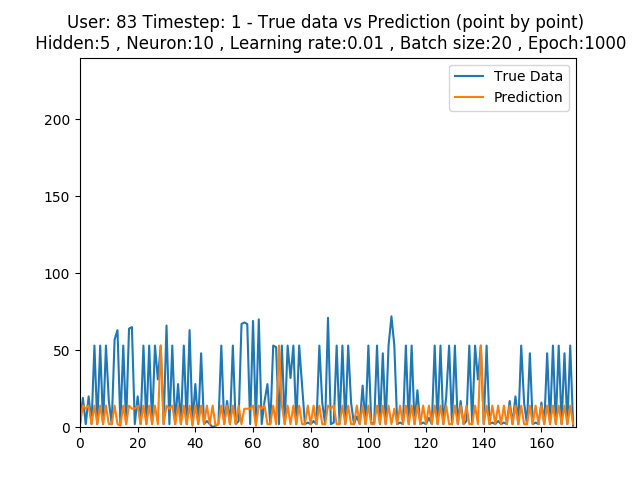 User: 83 Timestep: 1 - True data vs Prediction (point by point)
Hidden:5 , Neuron:10 , Learning rate:0.01 , Batch size:20 , Epoch:1000
True Data
Prediction
200
150
100
50
0
0 20 40 60 80 100 120 140 160